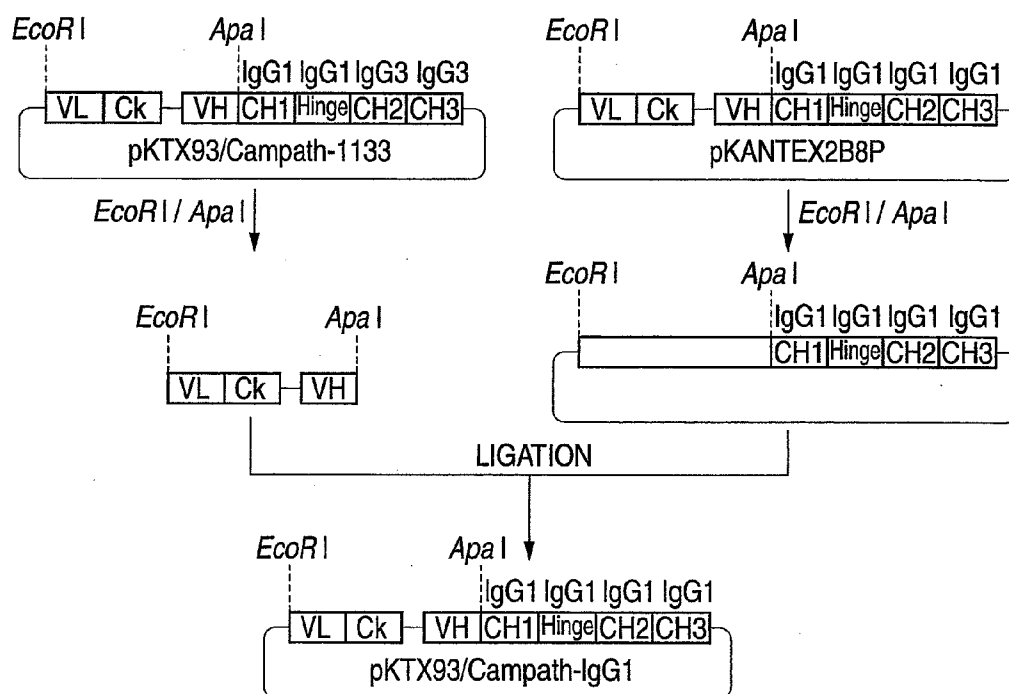 EcoR I ApaI EcoR I ApaI
IgG1 IgG1 IgG3 IgG3 IgG1 IgG1 IgG1 IgG1
VL Ck VH CH1 Hinge CH2 CH3 VL Ck VH CH1 Hinge CH2 CH3
pKTX93/Campath-1133 pKANTEX2B8P
EcoR I / Apa I EcoR I / Apa I
EcoR I Apa I
IgG1 IgG1 IgG1 IgG1
CH1 Hinge CH2 CH3
EcoR I Apa I
VL Ck VH
LIGATION
EcoR I Apa I
IgG1 IgG1 IgG1 IgG1
VL Ck VH CH1 Hinge CH2 CH3
pKTX93/Campath-IgG1